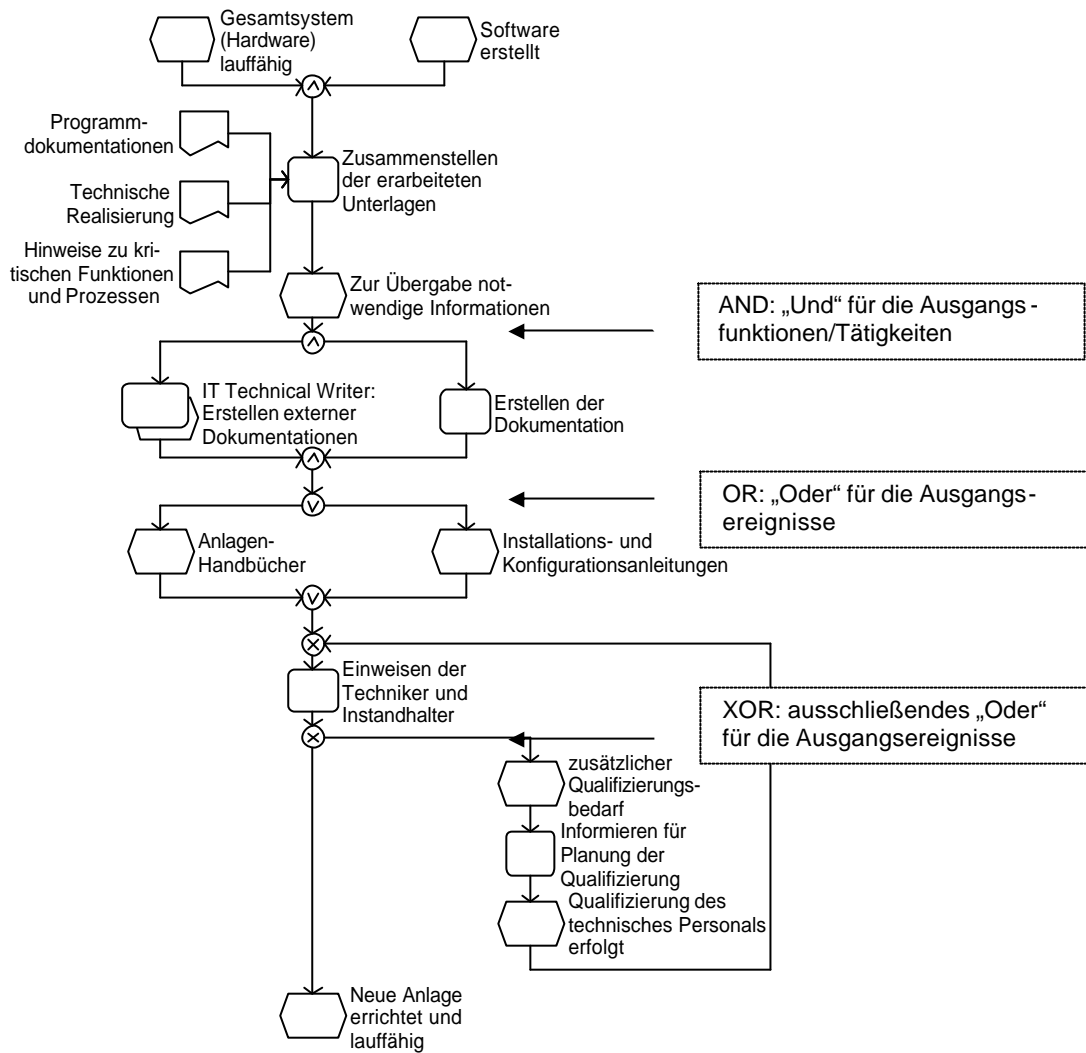 Gesamtsystem
(Hardware)
lauffähig
Software
erstellt
Programm-
dokumentationen
Zusammenstellen
der erarbeiteten
Unterlagen
Technische
Realisierung
Hinweise zu kri-
tischen Funktionen
und Prozessen
Zur Übergabe not-
wendige Informationen
AND: „Und“ für die Ausgangs-
funktionen/Tätigkeiten
IT Technical Writer:
Erstellen externer
Dokumentationen
Erstellen der
Dokumentation
OR: „Oder“ für die Ausgangs-
ereignisse
Anlagen-
Handbücher
Installations- und
Konfigurationsanleitungen
Einweisen der
Techniker und
Instandhalter
XOR: ausschließendes „Oder“
für die Ausgangsereignisse
zusätzlicher
Qualifizierungs-
bedarf
Informieren für
Planung der
Qualifizierung
Qualifizierung des
technisches Personals
erfolgt
Neue Anlage
errichtet und
lauffähig